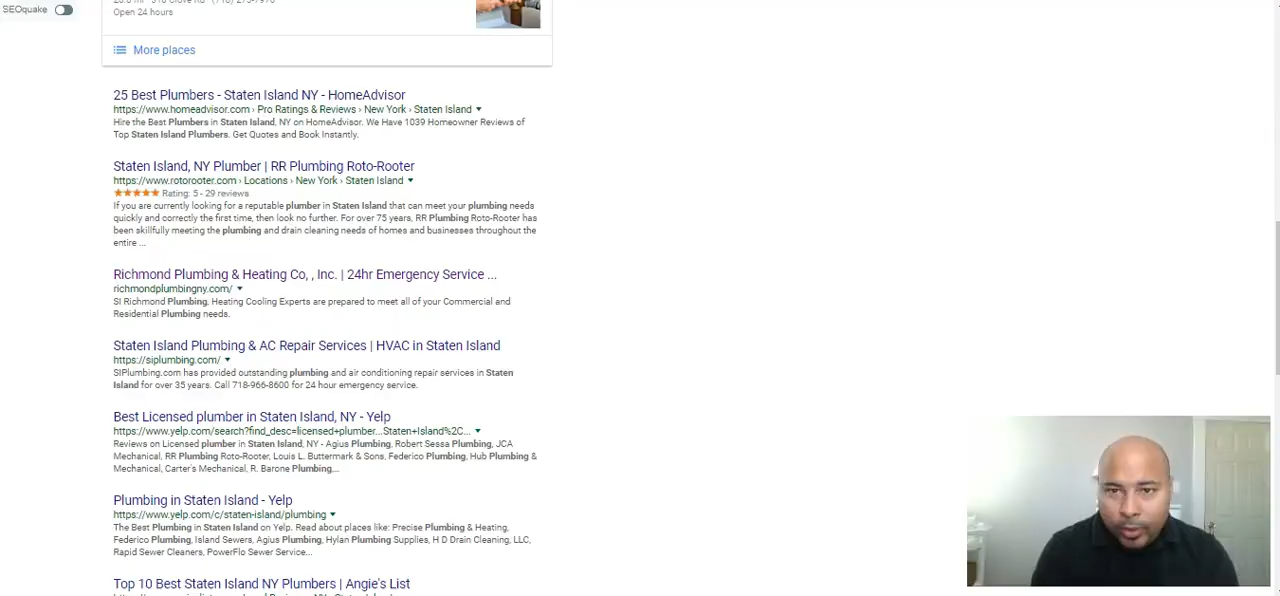 SEOquake
Open 24 hours
More places
25 Best Plumbers - Staten Island NY - HomeAdvisor
https://www.homeadvisor.com › Pro Ratings & Reviews › New York › Staten Island
Hire the Best Plumbers in Staten Island, NY on HomeAdvisor. We Have 1039 Homeowner Reviews of
Top Staten Island Plumbers. Get Quotes and Book Instantly.
Staten Island, NY Plumber | RR Plumbing Roto-Rooter
https://www.rotorooter.com › Locations › New York › Staten Island
Rating: 5 - 29 reviews
If you are currently looking for a reputable plumber in Staten Island that can meet your plumbing needs
quickly and correctly the first time, then look no further. For over 75 years, RR Plumbing Roto-Rooter has
been skillfully meeting the plumbing and drain cleaning needs of homes and businesses throughout the
entire ...
Richmond Plumbing & Heating Co, , Inc. | 24hr Emergency Service ...
richmondplumbingny.com/
SI Richmond Plumbing, Heating Cooling Experts are prepared to meet all of your Commercial and
Residential Plumbing needs.
Staten Island Plumbing & AC Repair Services | HVAC in Staten Island
https://siplumbing.com/
SIPlumbing.com has provided outstanding plumbing and air conditioning repair services in Staten
Island for over 35 years. Call 718-966-8600 for 24 hour emergency service.
Best Licensed plumber in Staten Island, NY - Yelp
https://www.yelp.com/search?find_desc=licensed+plumber...Staten+Island%2C...
Reviews on Licensed plumber in Staten Island, NY - Agius Plumbing, Robert Sessa Plumbing, JCA
Mechanical, RR Plumbing Roto-Rooter, Louis L. Buttermark & Sons, Federico Plumbing, Hub Plumbing &
Mechanical, Carter's Mechanical, R. Barone Plumbing,...
Plumbing in Staten Island - Yelp
https://www.yelp.com/c/staten-island/plumbing
The Best Plumbing in Staten Island on Yelp. Read about places like: Precise Plumbing & Heating,
Federico Plumbing, Island Sewers, Agius Plumbing, Hylan Plumbing Supplies, H D Drain Cleaning, LLC,
Rapid Sewer Cleaners, PowerFlo Sewer Service...
Top 10 Best Staten Island NY Plumbers | Angie's List